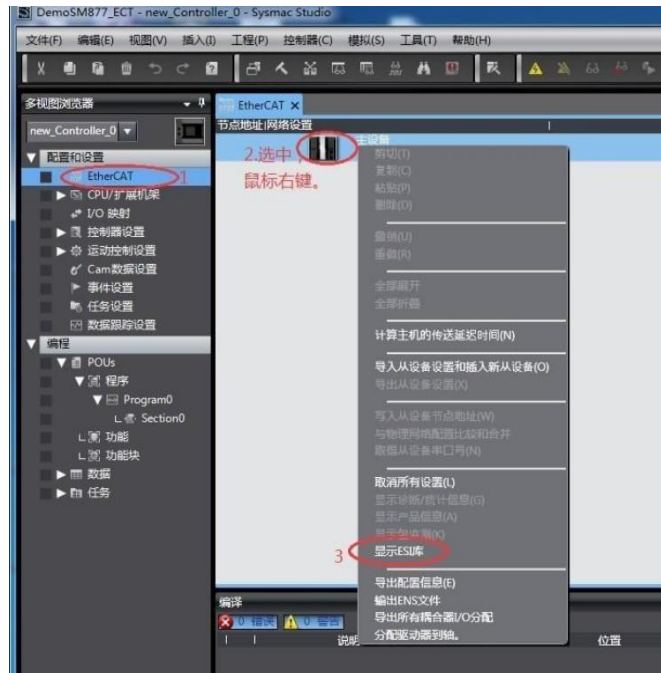 DemoSM877_ECT - new_Controller_0 - Sysmac Studio
文件(F) 编辑(E) 视图(V) 插入(I) 工程(P) 控制器(C) 模拟(S) 工具(T) 帮助(H)
多视图浏览器
new_Controller_0
配置和设置
EtherCAT
1
CPU/扩展机架
I/O 映射
控制器设置
运动控制设置
Cam数据设置
事件设置
任务设置
数据跟踪设置
编程
POUs
程序
Program0
Section0
功能
功能块
数据
任务
EtherCAT
节点地址|网络设置
主设备
2.选中，
鼠标右键。
剪切(T)
复制(C)
粘贴(P)
删除(D)
撤销(U)
重做(R)
全部展开
全部折叠
计算主机的传送延迟时间(N)
导入从设备设置和插入新从设备(O)
导出从设备设置(X)
写入从设备节点地址(W)
与物理网络配置比较和合并
取得从设备串口号(N)
取消所有设置(L)
显示诊断/统计信息(G)
显示产品信息(A)
3
显示ESI库
导出配置信息(E)
输出ENS文件
导出所有耦合器I/O分配
分配驱动器到轴。
编译
0 错误 0 警告
说明
位置